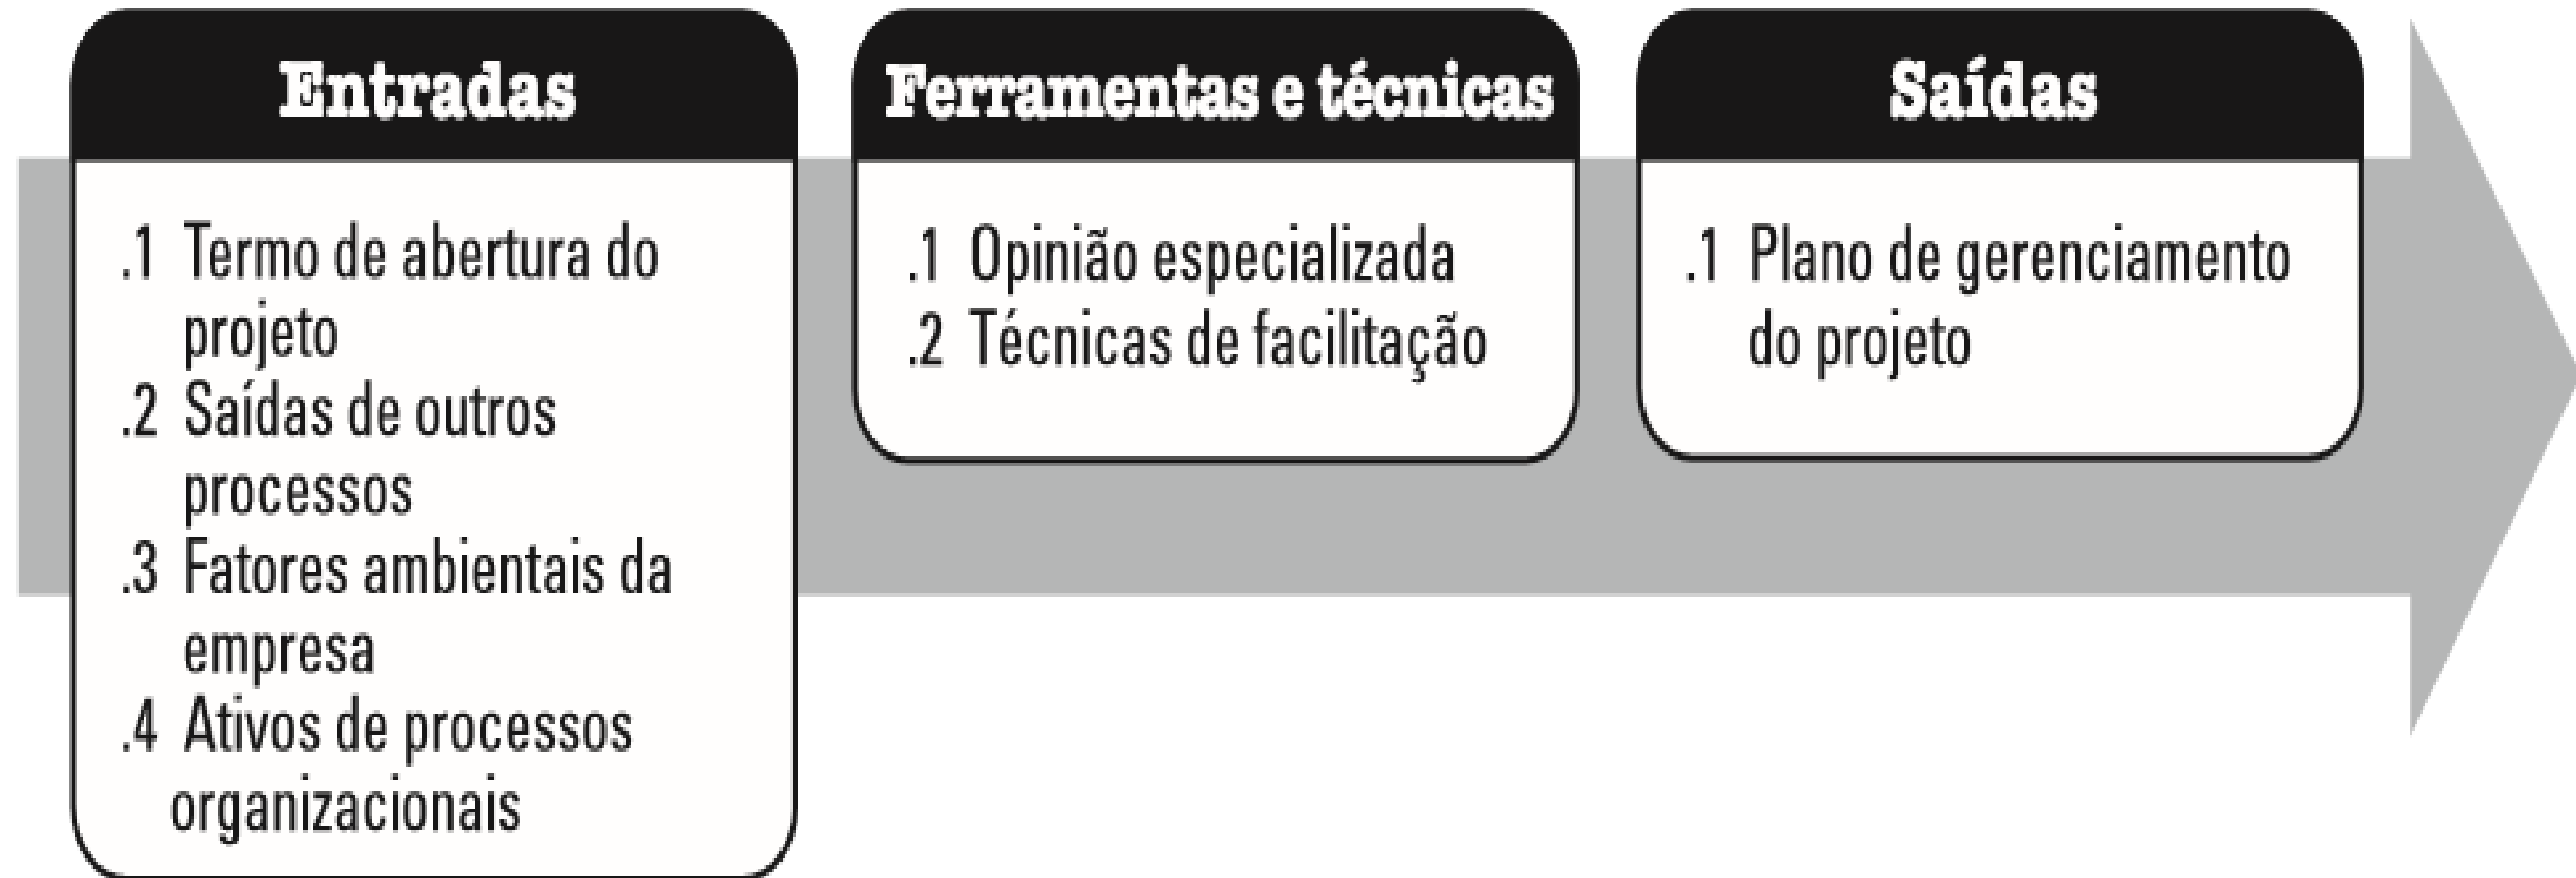 Entradas
.1 Termo de abertura do
projeto
.2 Saídas de outros
processos
.3 Fatores ambientais da
empresa
.4 Ativos de processos
organizacionais
Ferramentas e técnicas
.1 Opinião especializada
.2 Técnicas de facilitação
Saídas
.1 Plano de gerenciamento
do projeto